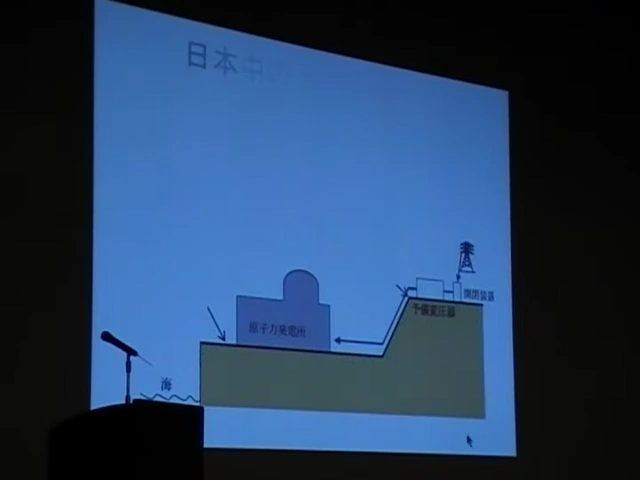 日本中の
開閉装置
予備変圧器
原子力発電所
海